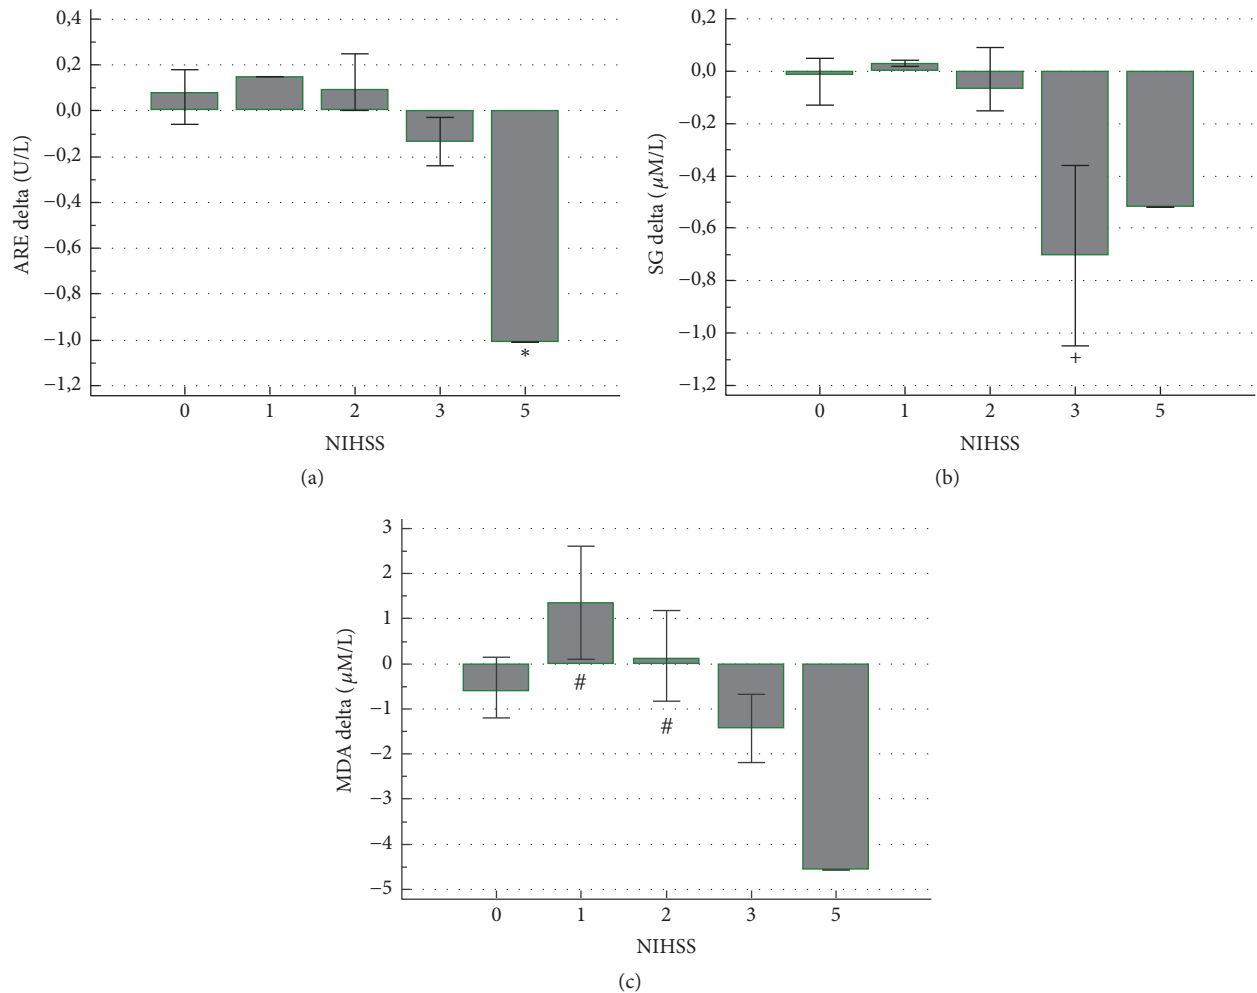 0,4
0,2
0,0
−0,2
−0,4
−0,6
−0,8
−1,0
−1,2
ARE delta (U/L)
*
0 1 2 3 5
NIHSS
(a)
0,2
0,0
−0,2
−0,4
−0,6
−0,8
−1,0
−1,2
SG delta (μM/L)
+
0 1 2 3 5
NIHSS
(b)
3
2
1
0
−1
−2
−3
−4
−5
MDA delta (μM/L)
#
#
0 1 2 3 5
NIHSS
(c)